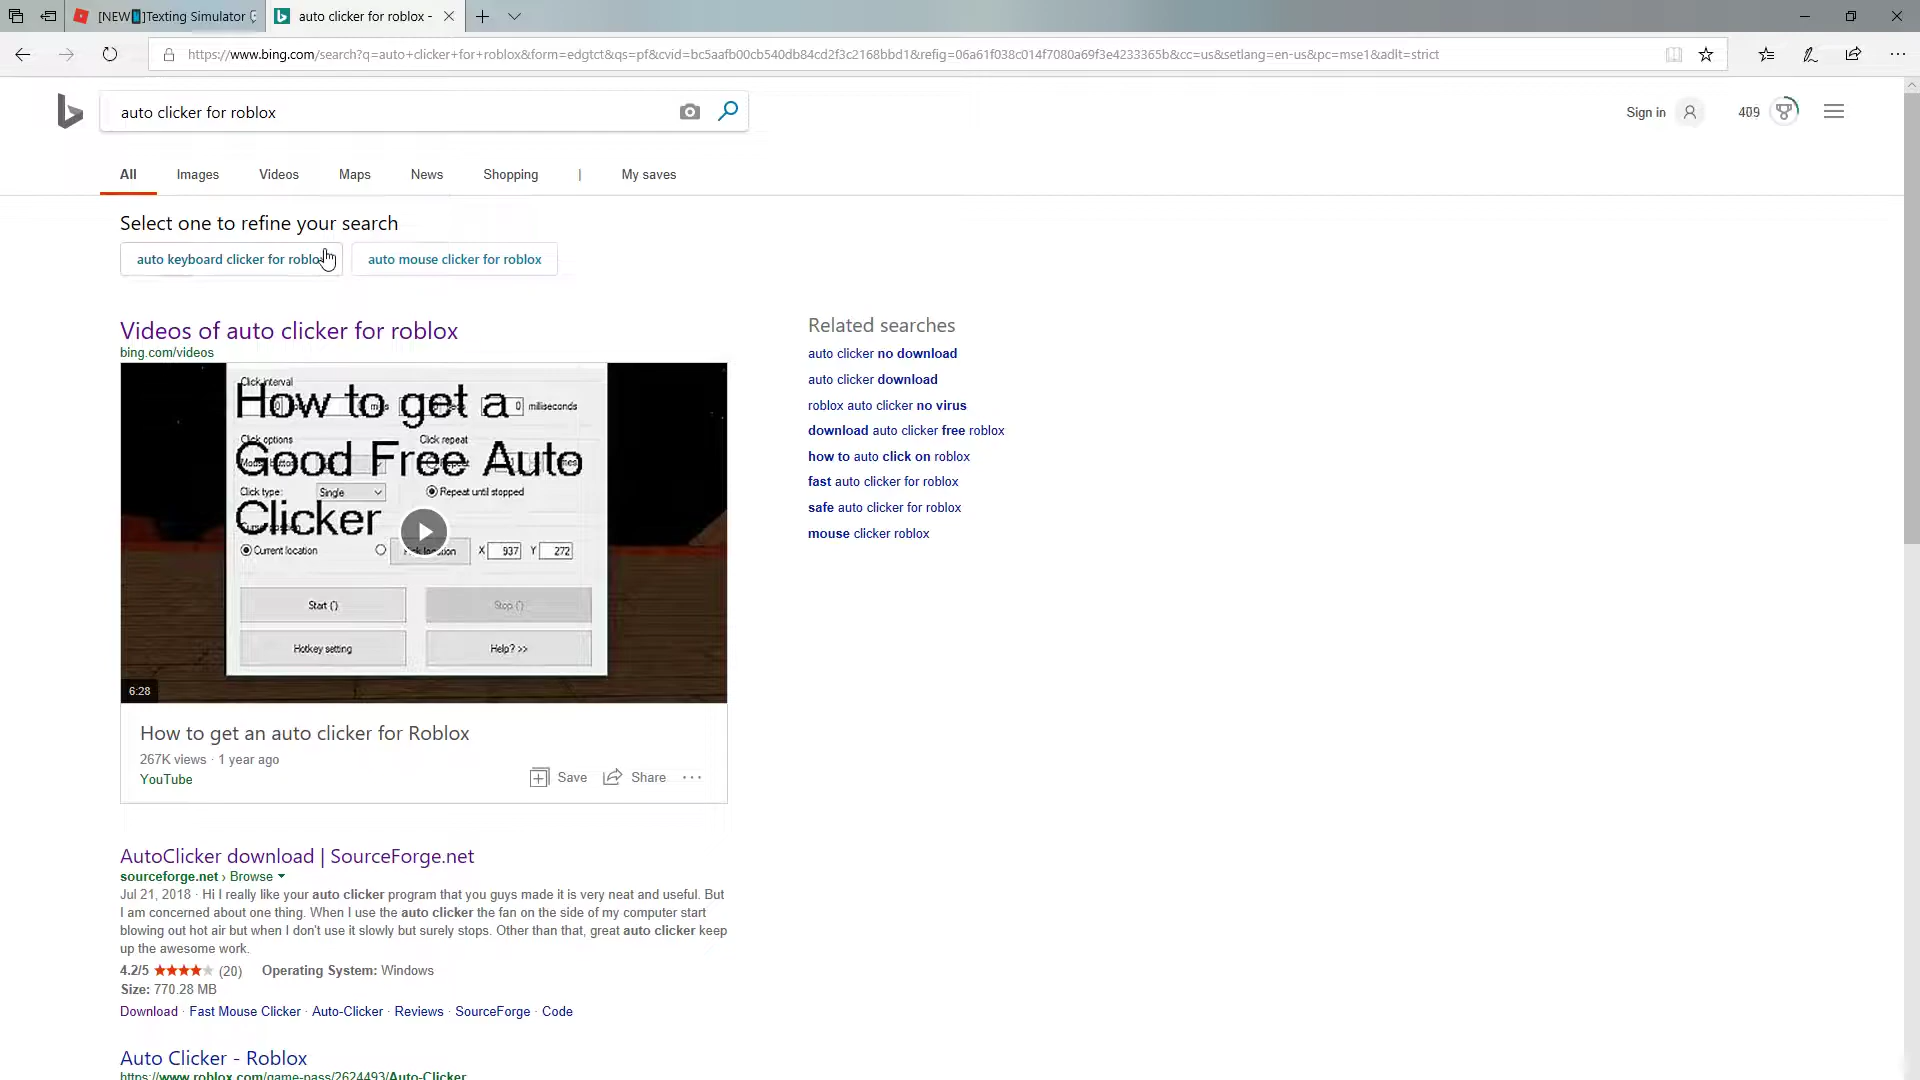 [NEW📱]Texting Simulator
auto clicker for roblox -
https://www.bing.com/search?q=auto+clicker+for+roblox&form=edgtct&qs=pf&cvid=bc5aafb00cb540db84cd2f3c2168bbd1&refig=06a61f038c014f7080a69f3e4233365b&cc=us&setlang=en-us&pc=mse1&adlt=strict
auto clicker for roblox
Sign in
409
All
Images
Videos
Maps
News
Shopping
|
My saves
Select one to refine your search
auto keyboard clicker for roblox
auto mouse clicker for roblox
Videos of auto clicker for roblox
bing.com/videos
Click interval
How to get a
0 milliseconds
Click options
Click repeat
Good Free Auto
Click type: Single
Repeat until stopped
Clicker
Current location
X 937 Y 272
Start ()
Stop ()
Hotkey setting
Help? >>
6:28
How to get an auto clicker for Roblox
267K views · 1 year ago
YouTube
Save
Share
AutoClicker download | SourceForge.net
sourceforge.net › Browse
Jul 21, 2018 · Hi I really like your auto clicker program that you guys made it is very neat and useful. But
I am concerned about one thing. When I use the auto clicker the fan on the side of my computer start
blowing out hot air but when I don't use it slowly but surely stops. Other than that, great auto clicker keep
up the awesome work.
4.2/5 ★★★★★ (20) Operating System: Windows
Size: 770.28 MB
Download · Fast Mouse Clicker · Auto-Clicker · Reviews · SourceForge · Code
Auto Clicker - Roblox
https://www.roblox.com/game-pass/2624493/Auto-Clicker
Related searches
auto clicker no download
auto clicker download
roblox auto clicker no virus
download auto clicker free roblox
how to auto click on roblox
fast auto clicker for roblox
safe auto clicker for roblox
mouse clicker roblox